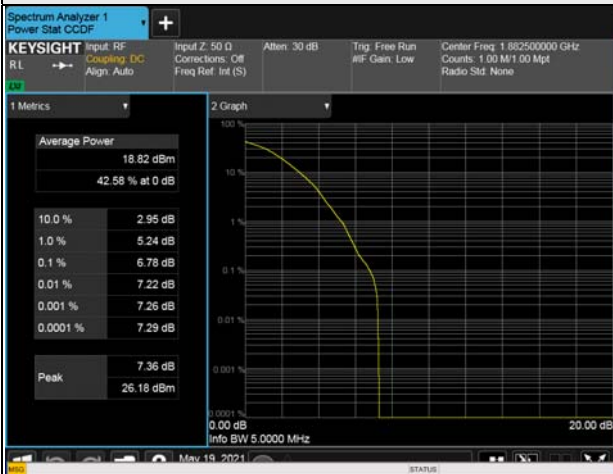 Spectrum Analyzer 1
Power Stat CCDF
KEYSIGHT
Input: RF
Input Z: 50 Ω
Atten: 30 dB
Trig: Free Run
Center Freq: 1.882500000 GHz
RL
Coupling: DC
Corrections: Off
#IF Gain: Low
Counts: 1.00 M/1.00 Mpt
Align: Auto
Freq Ref: Int (S)
Radio Std: None
1 Metrics
2 Graph
Average Power
18.82 dBm
42.58 % at 0 dB
10.0 % 2.95 dB
1.0 % 5.24 dB
0.1 % 6.78 dB
0.01 % 7.22 dB
0.001 % 7.26 dB
0.0001 % 7.29 dB
Peak
7.36 dB
26.18 dBm
100 %
10 %
1 %
0.1 %
0.01 %
0.001 %
0.0001 %
0.00 dB
20.00 dB
Info BW 5.0000 MHz
May 19, 2021
MSG
STATUS